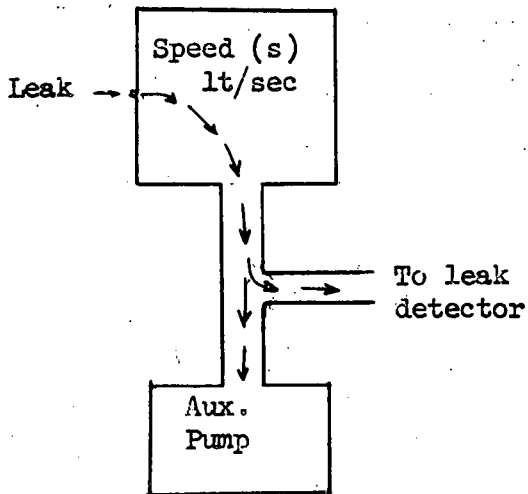 Speed (s)
lt/sec
Leak
To leak
detector
Aux.
Pump